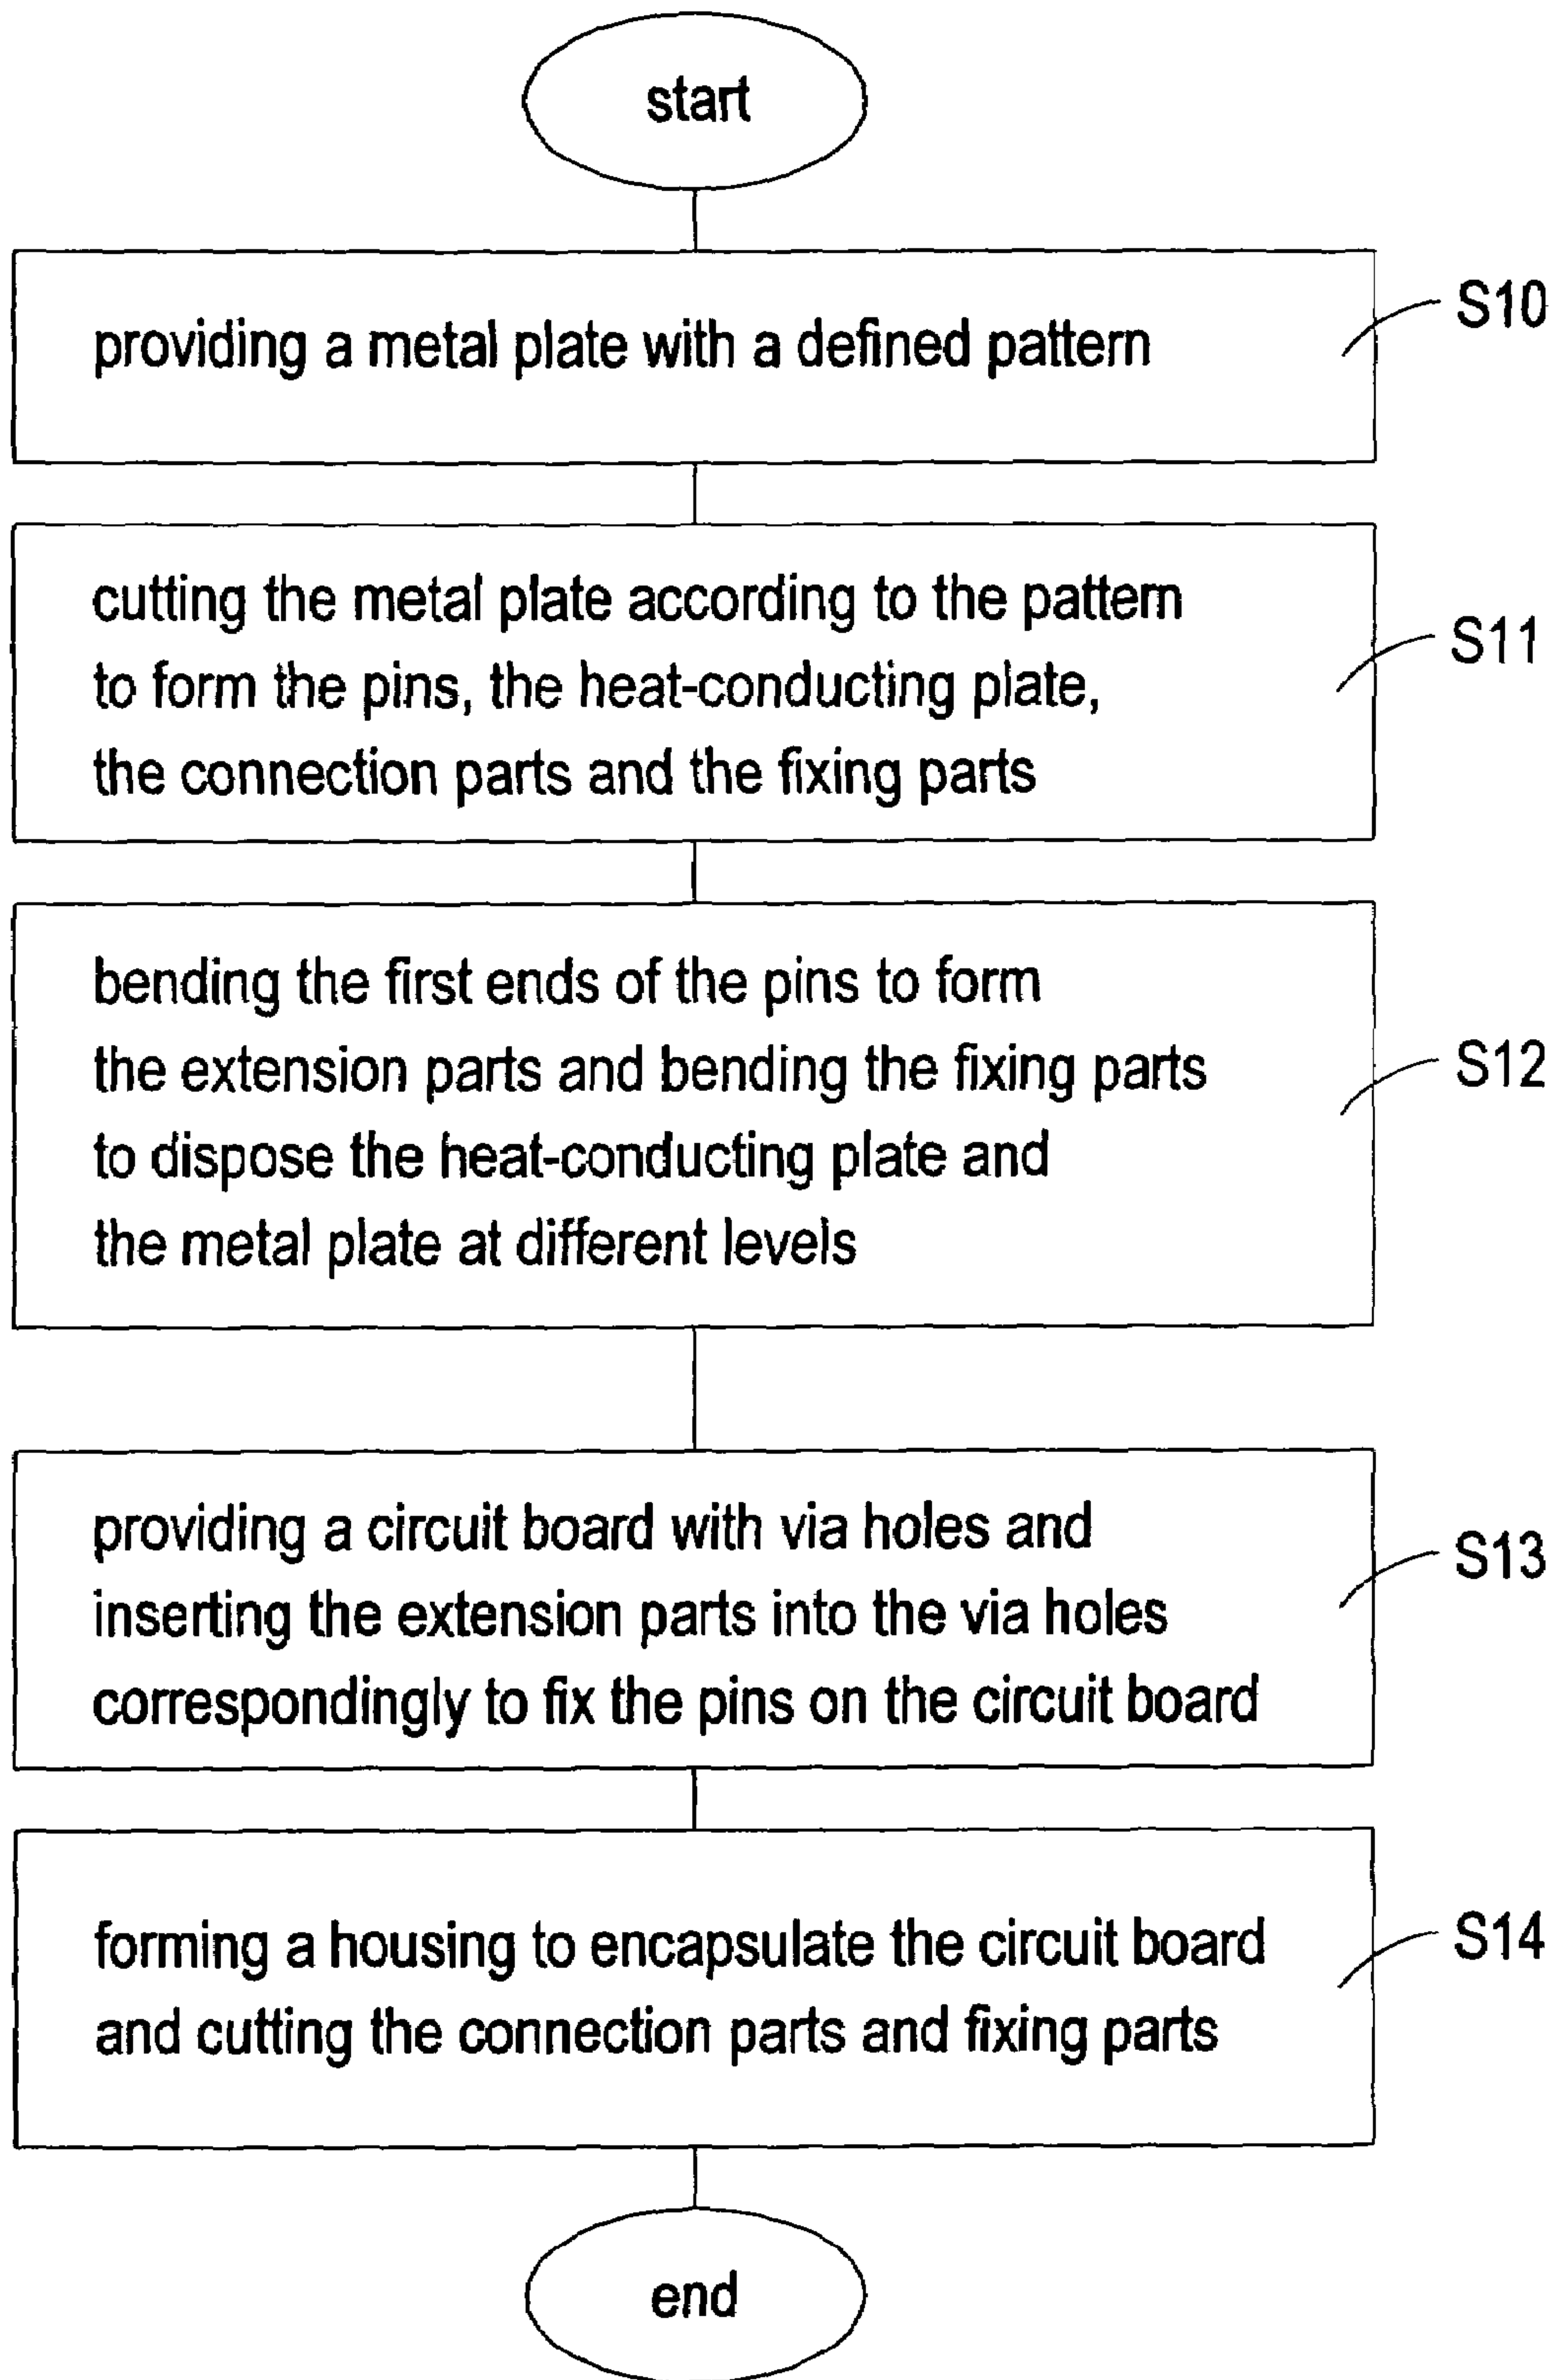 start
providing a metal plate with a defined pattern
S10
cutting the metal plate according to the pattern
to form the pins, the heat-conducting plate,
the connection parts and the fixing parts
S11
bending the first ends of the pins to form
the extension parts and bending the fixing parts
to dispose the heat-conducting plate and
the metal plate at different levels
S12
providing a circuit board with via holes and
inserting the extension parts into the via holes
correspondingly to fix the pins on the circuit board
S13
forming a housing to encapsulate the circuit board
and cutting the connection parts and fixing parts
S14
end